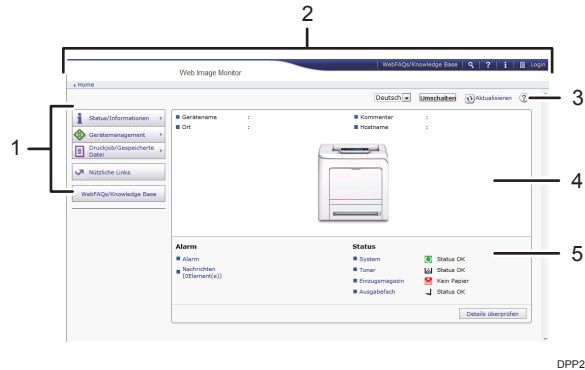 2
WebFAQs/Knowledge Base ? i Login
Web Image Monitor
Home
Deutsch Umschalten Aktualisieren ? 3
1
Status/Informationen
Gerätemanagement
Druckjob/Gespeicherte
Datei
Nützliche Links
WebFAQs/Knowledge Base
Gerätename : Kommentar :
Ort : Hostname :
4
Alarm Status
5
Alarm System Status OK
Nachrichten Toner Status OK
(0Element(e)) Einzugsmagazin Kein Papier
Ausgabefach Status OK
Details überprüfen
DPP2